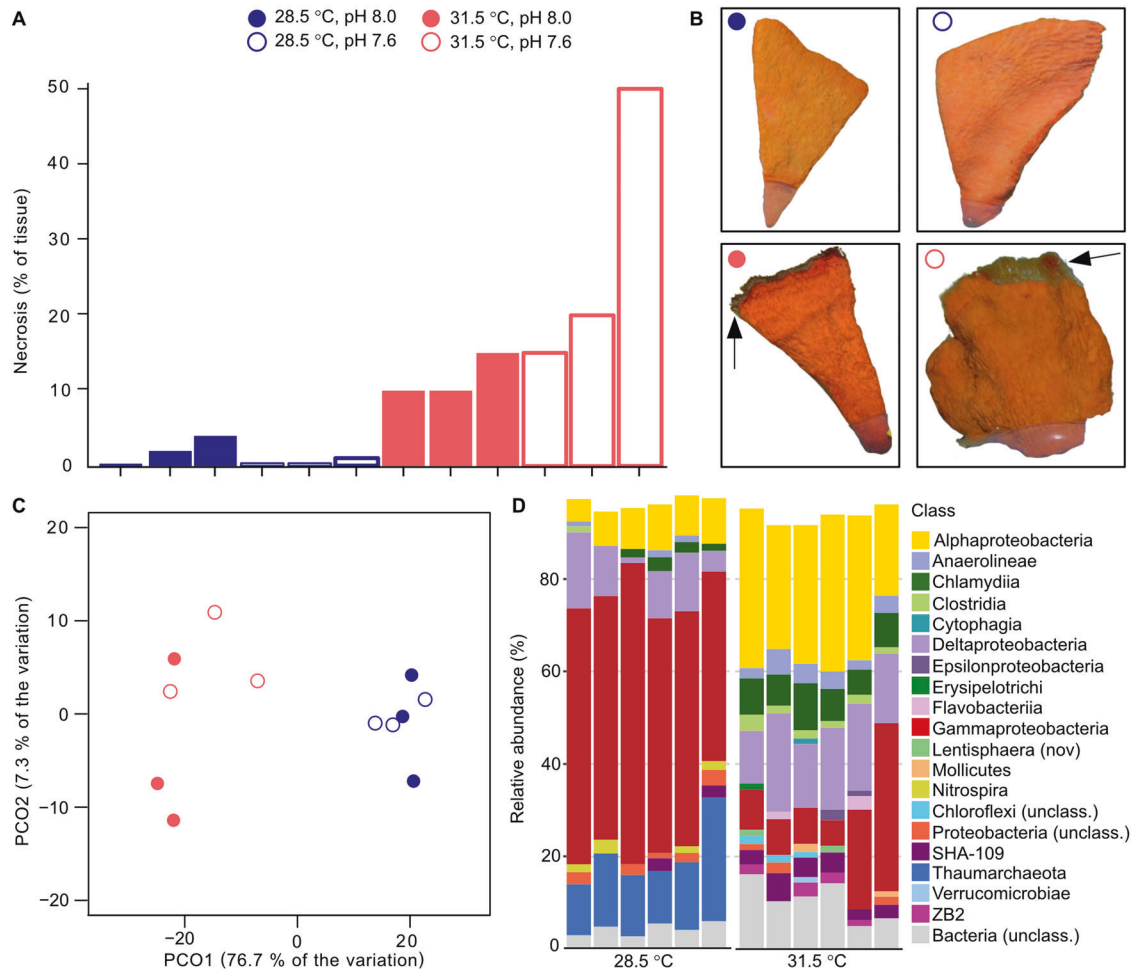 A
28.5 °C, pH 8.0
31.5 °C, pH 8.0
28.5 °C, pH 7.6
31.5 °C, pH 7.6
Necrosis (% of tissue)
50
40
30
20
10
0
B
C
20
10
0
−10
−20
PCO2 (7.3 % of the variation)
−20
0
20
PCO1 (76.7 % of the variation)
D
Relative abundance (%)
80
60
40
20
0
28.5 °C
31.5 °C
Class
Alphaproteobacteria
Anaerolineae
Chlamydiia
Clostridia
Cytophagia
Deltaproteobacteria
Epsilonproteobacteria
Erysipelotrichi
Flavobacteriia
Gammaproteobacteria
Lentisphaera (nov)
Mollicutes
Nitrospira
Chloroflexi (unclass.)
Proteobacteria (unclass.)
SHA-109
Thaumarchaeota
Verrucomicrobiae
ZB2
Bacteria (unclass.)